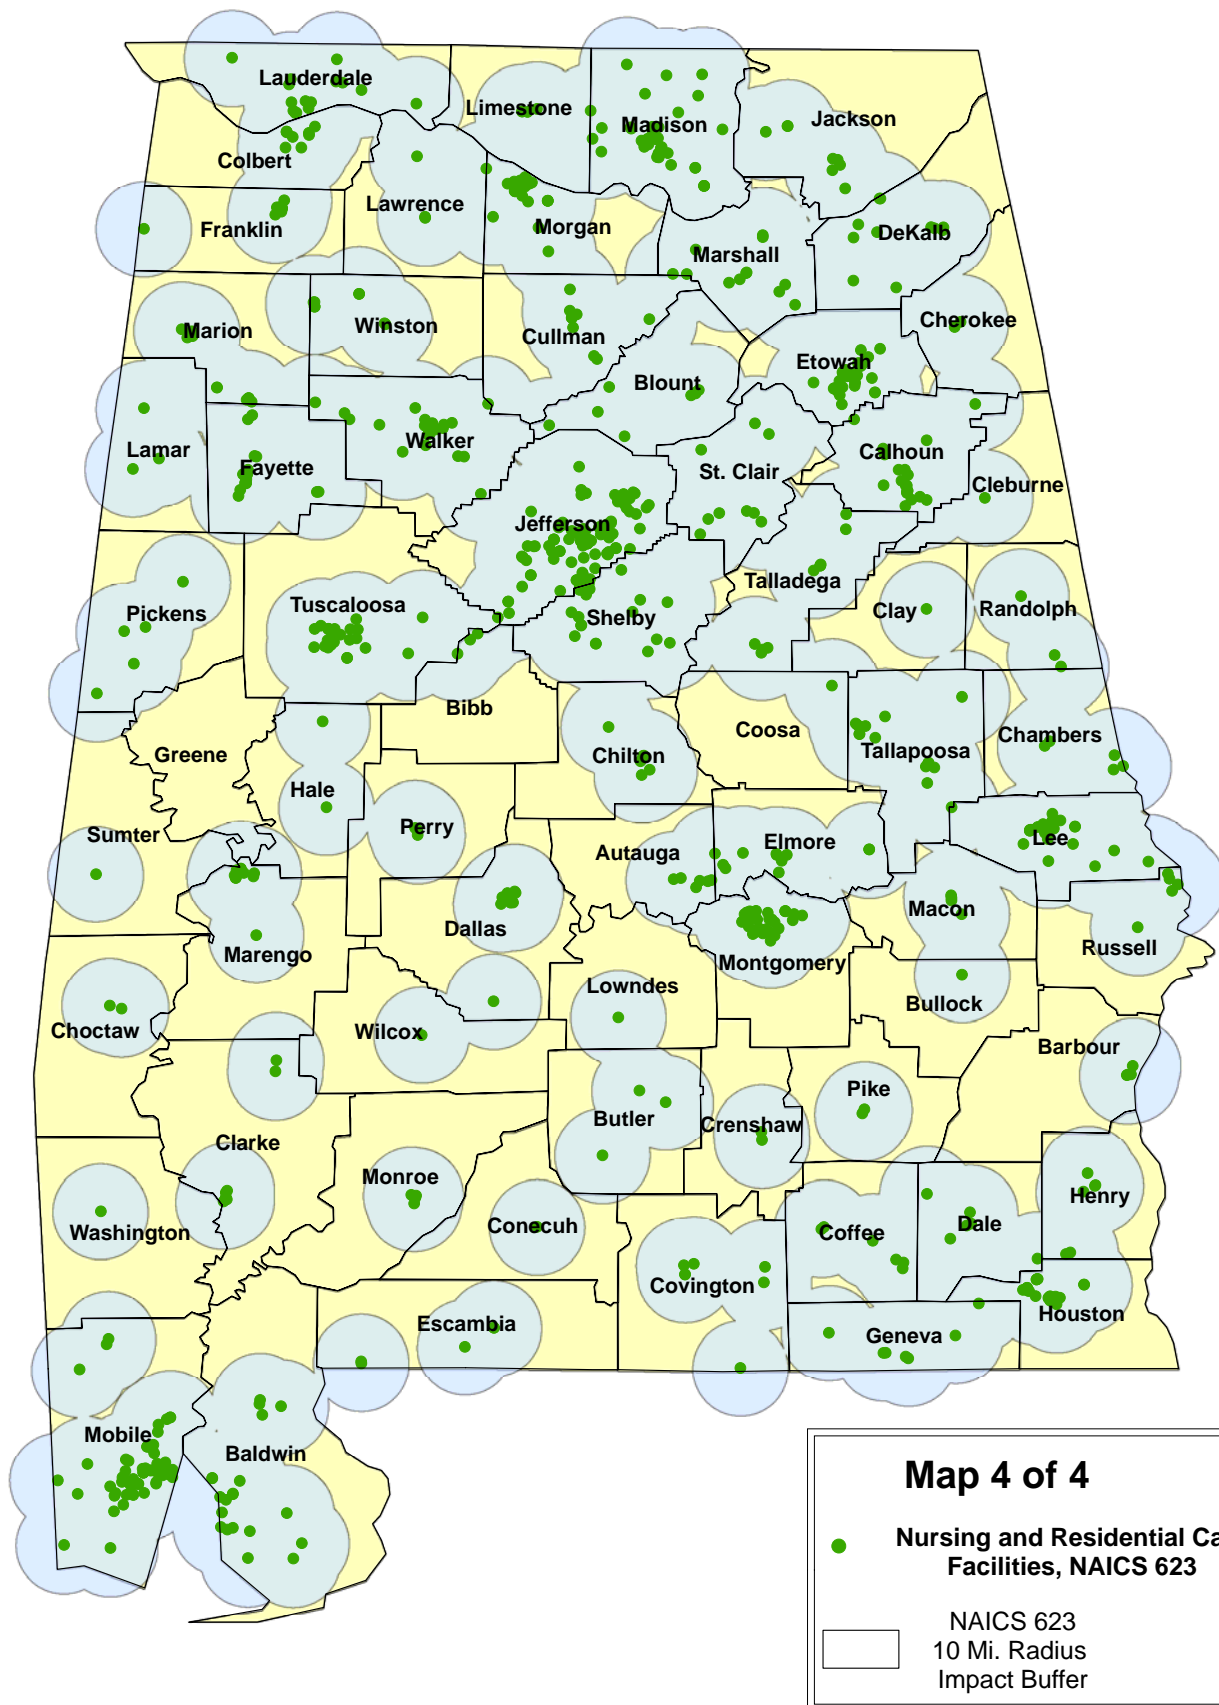 Lauderdale
Limestone
Madison
Jackson
Colbert
Lawrence
Franklin
Morgan
Marshall
DeKalb
Marion
Winston
Cullman
Cherokee
Etowah
Blount
Lamar
Fayette
Walker
St. Clair
Calhoun
Cleburne
Jefferson
Talladega
Pickens
Tuscaloosa
Shelby
Clay
Randolph
Bibb
Greene
Chilton
Coosa
Tallapoosa
Chambers
Hale
Sumter
Perry
Autauga
Elmore
Lee
Dallas
Macon
Marengo
Montgomery
Russell
Lowndes
Bullock
Choctaw
Wilcox
Barbour
Pike
Butler
Crenshaw
Clarke
Monroe
Henry
Washington
Conecuh
Coffee
Dale
Covington
Escambia
Geneva
Houston
Mobile
Baldwin
Map 4 of 4
Nursing and Residential Ca
Facilities, NAICS 623
NAICS 623
10 Mi. Radius
Impact Buffer